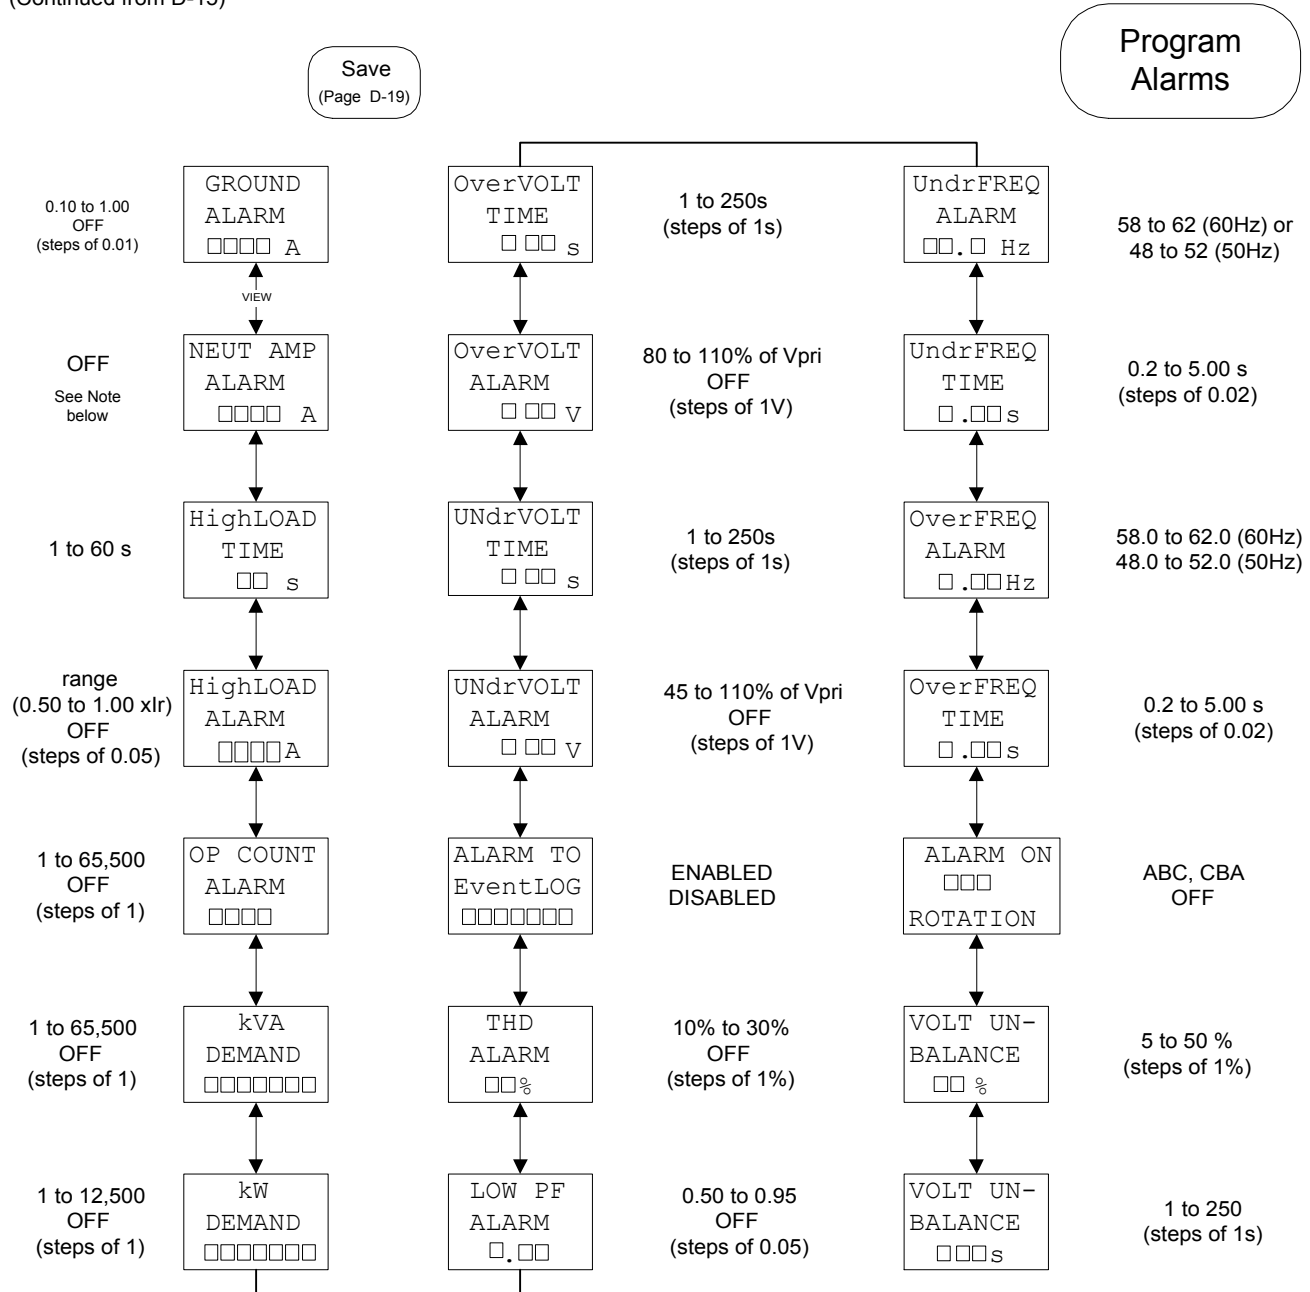 (Continued from D-19)
Program
Alarms
Save
(Page D-19)
0.10 to 1.00
OFF
(steps of 0.01)
GROUND
ALARM
□□□□ A
VIEW
OFF
See Note
below
NEUT AMP
ALARM
□□□□ A
1 to 60 s
HighLOAD
TIME
□□ s
range
(0.50 to 1.00 xIr)
OFF
(steps of 0.05)
HighLOAD
ALARM
□□□□A
1 to 65,500
OFF
(steps of 1)
OP COUNT
ALARM
□□□□
1 to 65,500
OFF
(steps of 1)
kVA
DEMAND
□□□□□□□
1 to 12,500
OFF
(steps of 1)
kW
DEMAND
□□□□□□□
OverVOLT
TIME
□ □□ s
1 to 250s
(steps of 1s)
OverVOLT
ALARM
□ □□ V
80 to 110% of Vpri
OFF
(steps of 1V)
UNdrVOLT
TIME
□ □□ s
1 to 250s
(steps of 1s)
UNdrVOLT
ALARM
□ □□ V
45 to 110% of Vpri
OFF
(steps of 1V)
ALARM TO
EventLOG
□□□□□□□
ENABLED
DISABLED
THD
ALARM
□□%
10% to 30%
OFF
(steps of 1%)
LOW PF
ALARM
□.□□
0.50 to 0.95
OFF
(steps of 0.05)
UndrFREQ
ALARM
□□.□ Hz
58 to 62 (60Hz) or
48 to 52 (50Hz)
UndrFREQ
TIME
□.□□s
0.2 to 5.00 s
(steps of 0.02)
OverFREQ
ALARM
□.□□Hz
58.0 to 62.0 (60Hz)
48.0 to 52.0 (50Hz)
OverFREQ
TIME
□.□□s
0.2 to 5.00 s
(steps of 0.02)
ALARM ON
□□□
ROTATION
ABC, CBA
OFF
VOLT UN-
BALANCE
□□ %
5 to 50 %
(steps of 1%)
VOLT UN-
BALANCE
□□□s
1 to 250
(steps of 1s)